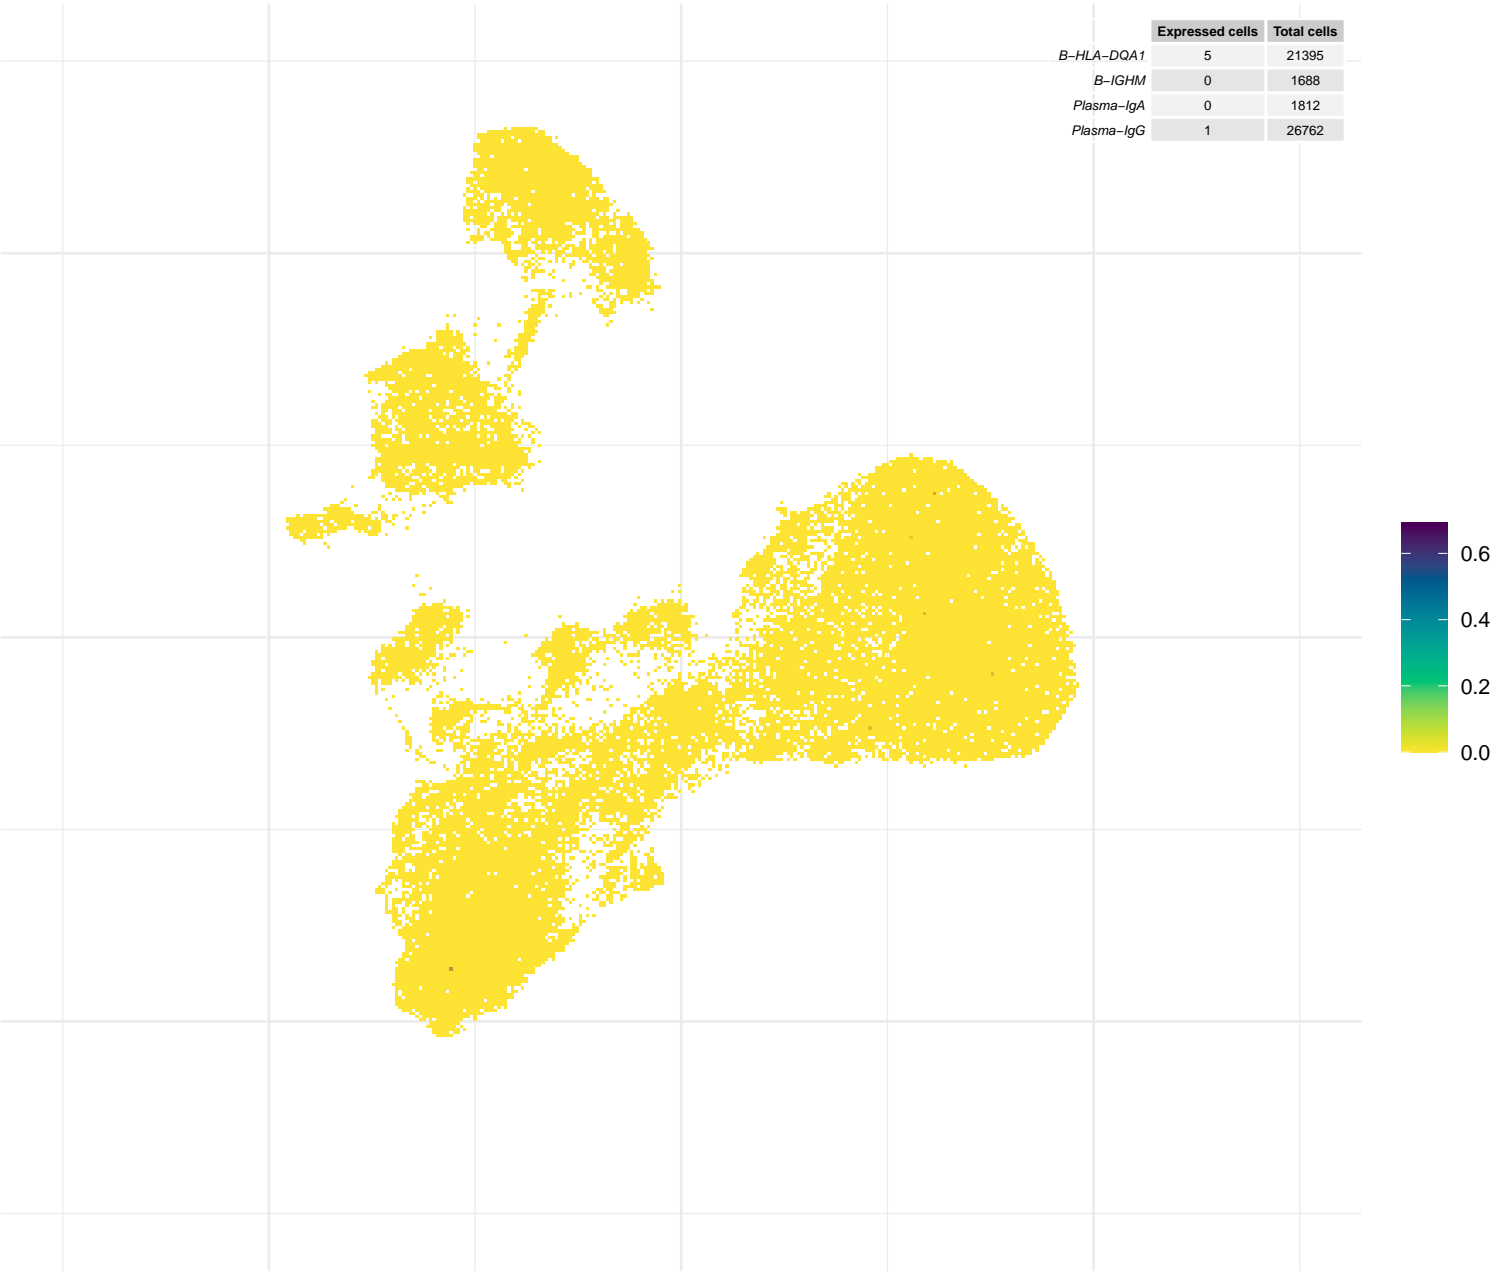 Expressed cells Total cells
B−HLA−DQA1 5 21395
B−IGHM 0 1688
Plasma−IgA 0 1812
Plasma−IgG 1 26762
0.6
0.4
0.2
0.0